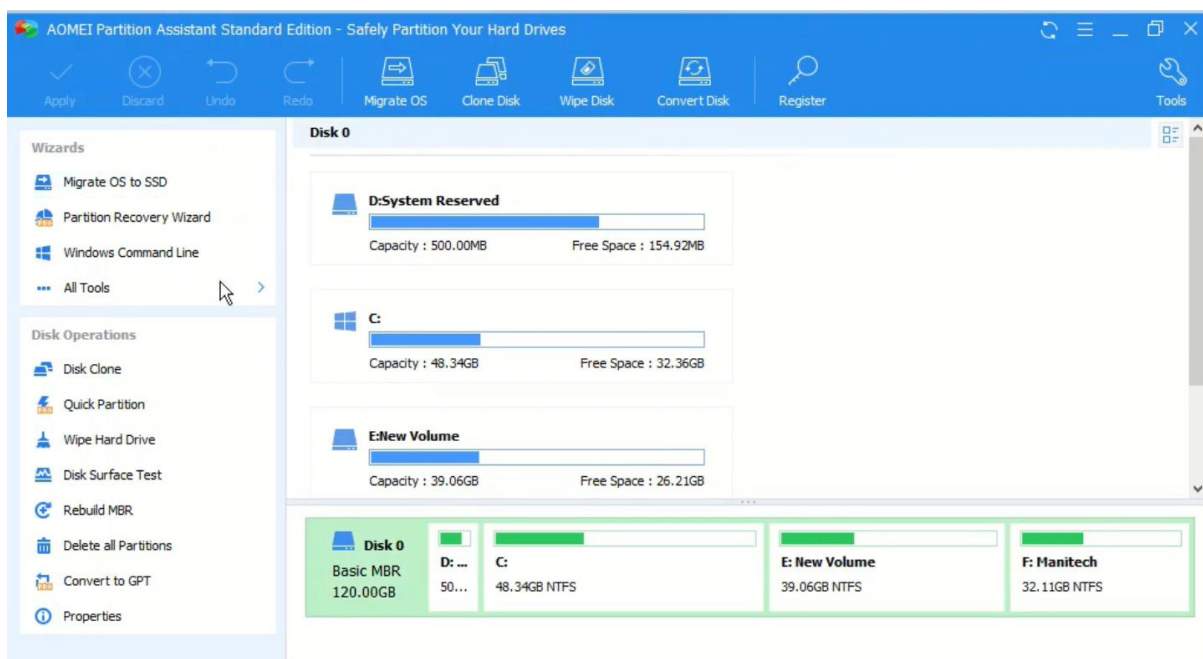 AOMEI Partition Assistant Standard Edition - Safely Partition Your Hard Drives
Apply Discard Undo Redo Migrate OS Clone Disk Wipe Disk Convert Disk Register Tools
Wizards
Migrate OS to SSD
Partition Recovery Wizard
Windows Command Line
All Tools
Disk Operations
Disk Clone
Quick Partition
Wipe Hard Drive
Disk Surface Test
Rebuild MBR
Delete all Partitions
Convert to GPT
Properties
Disk 0
D:System Reserved
Capacity : 500.00MB Free Space : 154.92MB
C:
Capacity : 48.34GB Free Space : 32.36GB
E:New Volume
Capacity : 39.06GB Free Space : 26.21GB
Disk 0
Basic MBR
120.00GB
D: ...
50...
C:
48.34GB NTFS
E: New Volume
39.06GB NTFS
F: Manitech
32.11GB NTFS